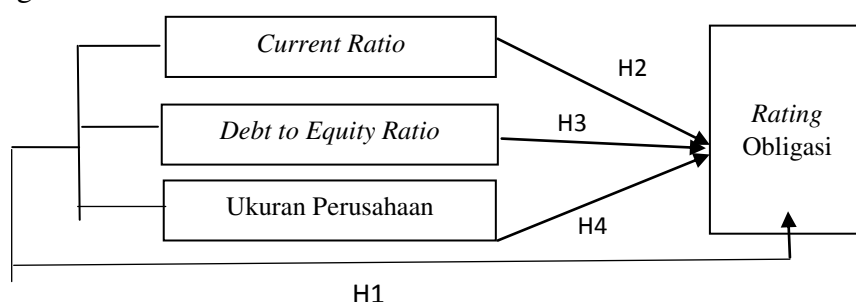 Current Ratio
H2
Debt to Equity Ratio
H3
Rating
Obligasi
Ukuran Perusahaan
H4
H1